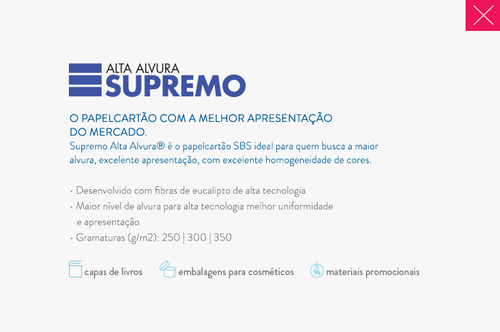 ALTA ALVURA
SUPREMO
O PAPELCARTÃO COM A MELHOR APRESENTAÇÃO
DO MERCADO.
Supremo Alta Alvura® é o papelcartão SBS ideal para quem busca a maior
alvura, excelente apresentação, com excelente homogeneidade de cores.
• Desenvolvido com fibras de eucalipto de alta tecnologia
• Maior nível de alvura para alta tecnologia melhor uniformidade
e apresentação
• Gramaturas (g/m2): 250 | 300 | 350
capas de livros embalagens para cosméticos materiais promocionais